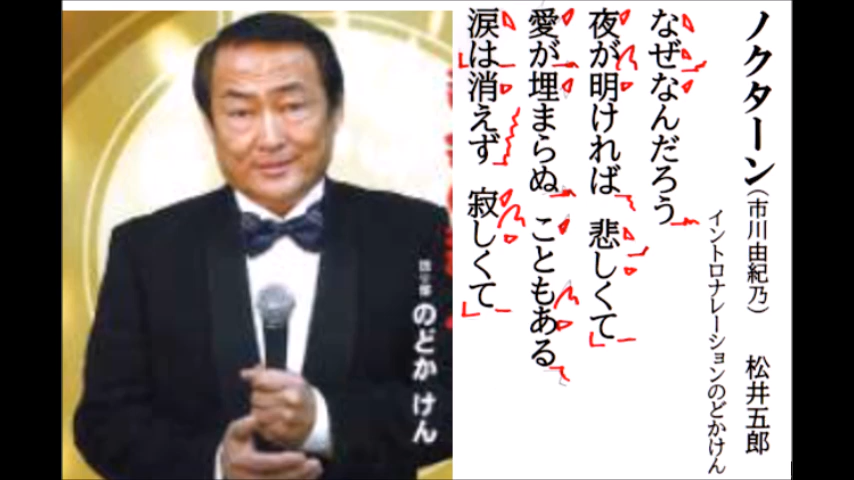 ノクターン(市川由紀乃) 松井五郎
イントロナレーションのどかけん
なぜなんだろう
夜が明ければ 悲しくて
愛が埋まらぬ こともある
涙は消えず 寂しくて
のどか けん